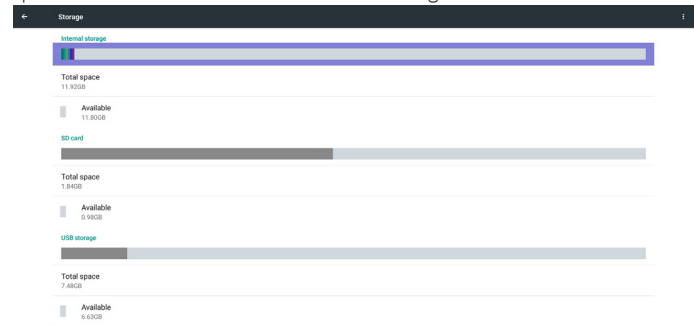 Storage
Internal storage
Total space
11.92GB
Available
11.80GB
SD card
Total space
1.84GB
Available
0.98GB
USB storage
Total space
7.48GB
Available
6.63GB